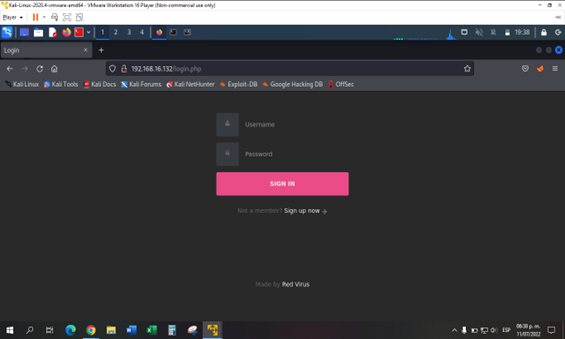 Kali-Linux-2020.4-vmware-amd64 - VMware Workstation 16 Player (Non-commercial use only)
Player
1 2 3 4
19:38
Login
192.168.16.132/login.php
Kali Linux Kali Tools Kali Docs Kali Forums Kali NetHunter Exploit-DB Google Hacking DB OffSec
Username
Password
SIGN IN
Not a member? Sign up now
Made by Red Virus
ESP
08:38 p. m.
11/07/2022